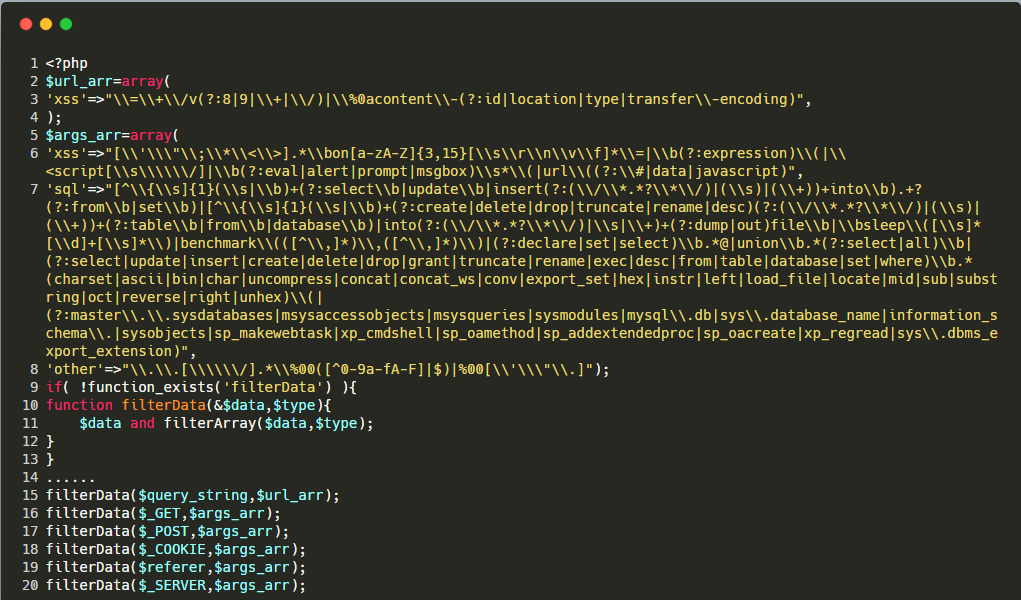 1 <?php
2 $url_arr=array(
3 'xss'=>"\\=\\+\\/v(?:8|9|\\+|\\/)|\\%0acontent\\-(?:id|location|type|transfer\\-encoding)",
4 );
5 $args_arr=array(
6 'xss'=>"[\\'\\\"\\;\\*\\<\\>].*\\bon[a-zA-Z]{3,15}[\\s\\r\\n\\v\\f]*\\=|\\b(?:expression)\\(|\\
<script[\\s\\\\\\/]|\\b(?:eval|alert|prompt|msgbox)\\s*\\(|url\\((?:\\#|data|javascript)",
7 'sql'=>"[^\\{\\s]{1}(\\s|\\b)+(?:select\\b|update\\b|insert(?:(\\/\\*.*?\\*\\/)|(\\s)|(\\+))+into\\b).+?
(?:from\\b|set\\b)|[^\\{\\s]{1}(\\s|\\b)+(?:create|delete|drop|truncate|rename|desc)(?:(\\/\\*.*?\\*\\/)|(\\s)|
(\\+))+(?:table\\b|from\\b|database\\b)|into(?:(\\/\\*.*?\\*\\/)|\\s|\\+)+(?:dump|out)file\\b|\\bsleep\\([\\s]*
[\\d]+[\\s]*\\)|benchmark\\(([^\\,]*)\\,([^\\,]*)\\)|(?:declare|set|select)\\b.*@|union\\b.*(?:select|all)\\b|
(?:select|update|insert|create|delete|drop|grant|truncate|rename|exec|desc|from|table|database|set|where)\\b.*
(charset|ascii|bin|char|uncompress|concat|concat_ws|conv|export_set|hex|instr|left|load_file|locate|mid|sub|subst
ring|oct|reverse|right|unhex)\\(|
(?:master\\.\\.sysdatabases|msysaccessobjects|msysqueries|sysmodules|mysql\\.db|sys\\.database_name|information_s
chema\\.|sysobjects|sp_makewebtask|xp_cmdshell|sp_oamethod|sp_addextendedproc|sp_oacreate|xp_regread|sys\\.dbms_e
xport_extension)",
8 'other'=>"\\.\\.[\\\\\\/].*\\%00([^0-9a-fA-F]|$)|%00[\\'\\\"\\.]");
9 if( !function_exists('filterData') ){
10 function filterData(&$data,$type){
11     $data and filterArray($data,$type);
12 }
13 }
14 ......
15 filterData($query_string,$url_arr);
16 filterData($_GET,$args_arr);
17 filterData($_POST,$args_arr);
18 filterData($_COOKIE,$args_arr);
19 filterData($referer,$args_arr);
20 filterData($_SERVER,$args_arr);